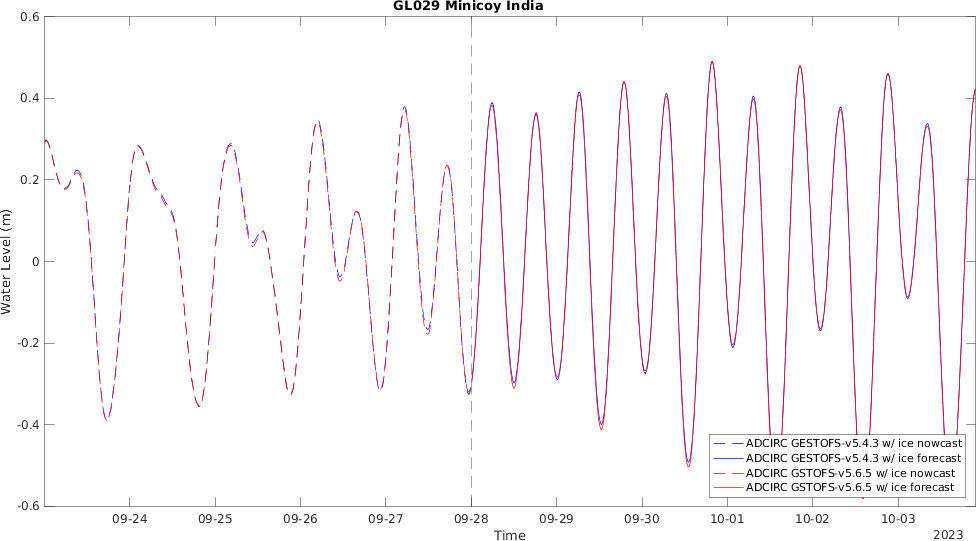 GL029 Minicoy India
0.6
0.4
0.2
0
-0.2
-0.4
-0.6
Water Level (m)
ADCIRC GESTOFS-v5.4.3 w/ ice nowcast
ADCIRC GESTOFS-v5.4.3 w/ ice forecast
ADCIRC GSTOFS-v5.6.5 w/ ice nowcast
ADCIRC GSTOFS-v5.6.5 w/ ice forecast
09-24 09-25 09-26 09-27 09-28 09-29 09-30 10-01 10-02 10-03
Time
2023